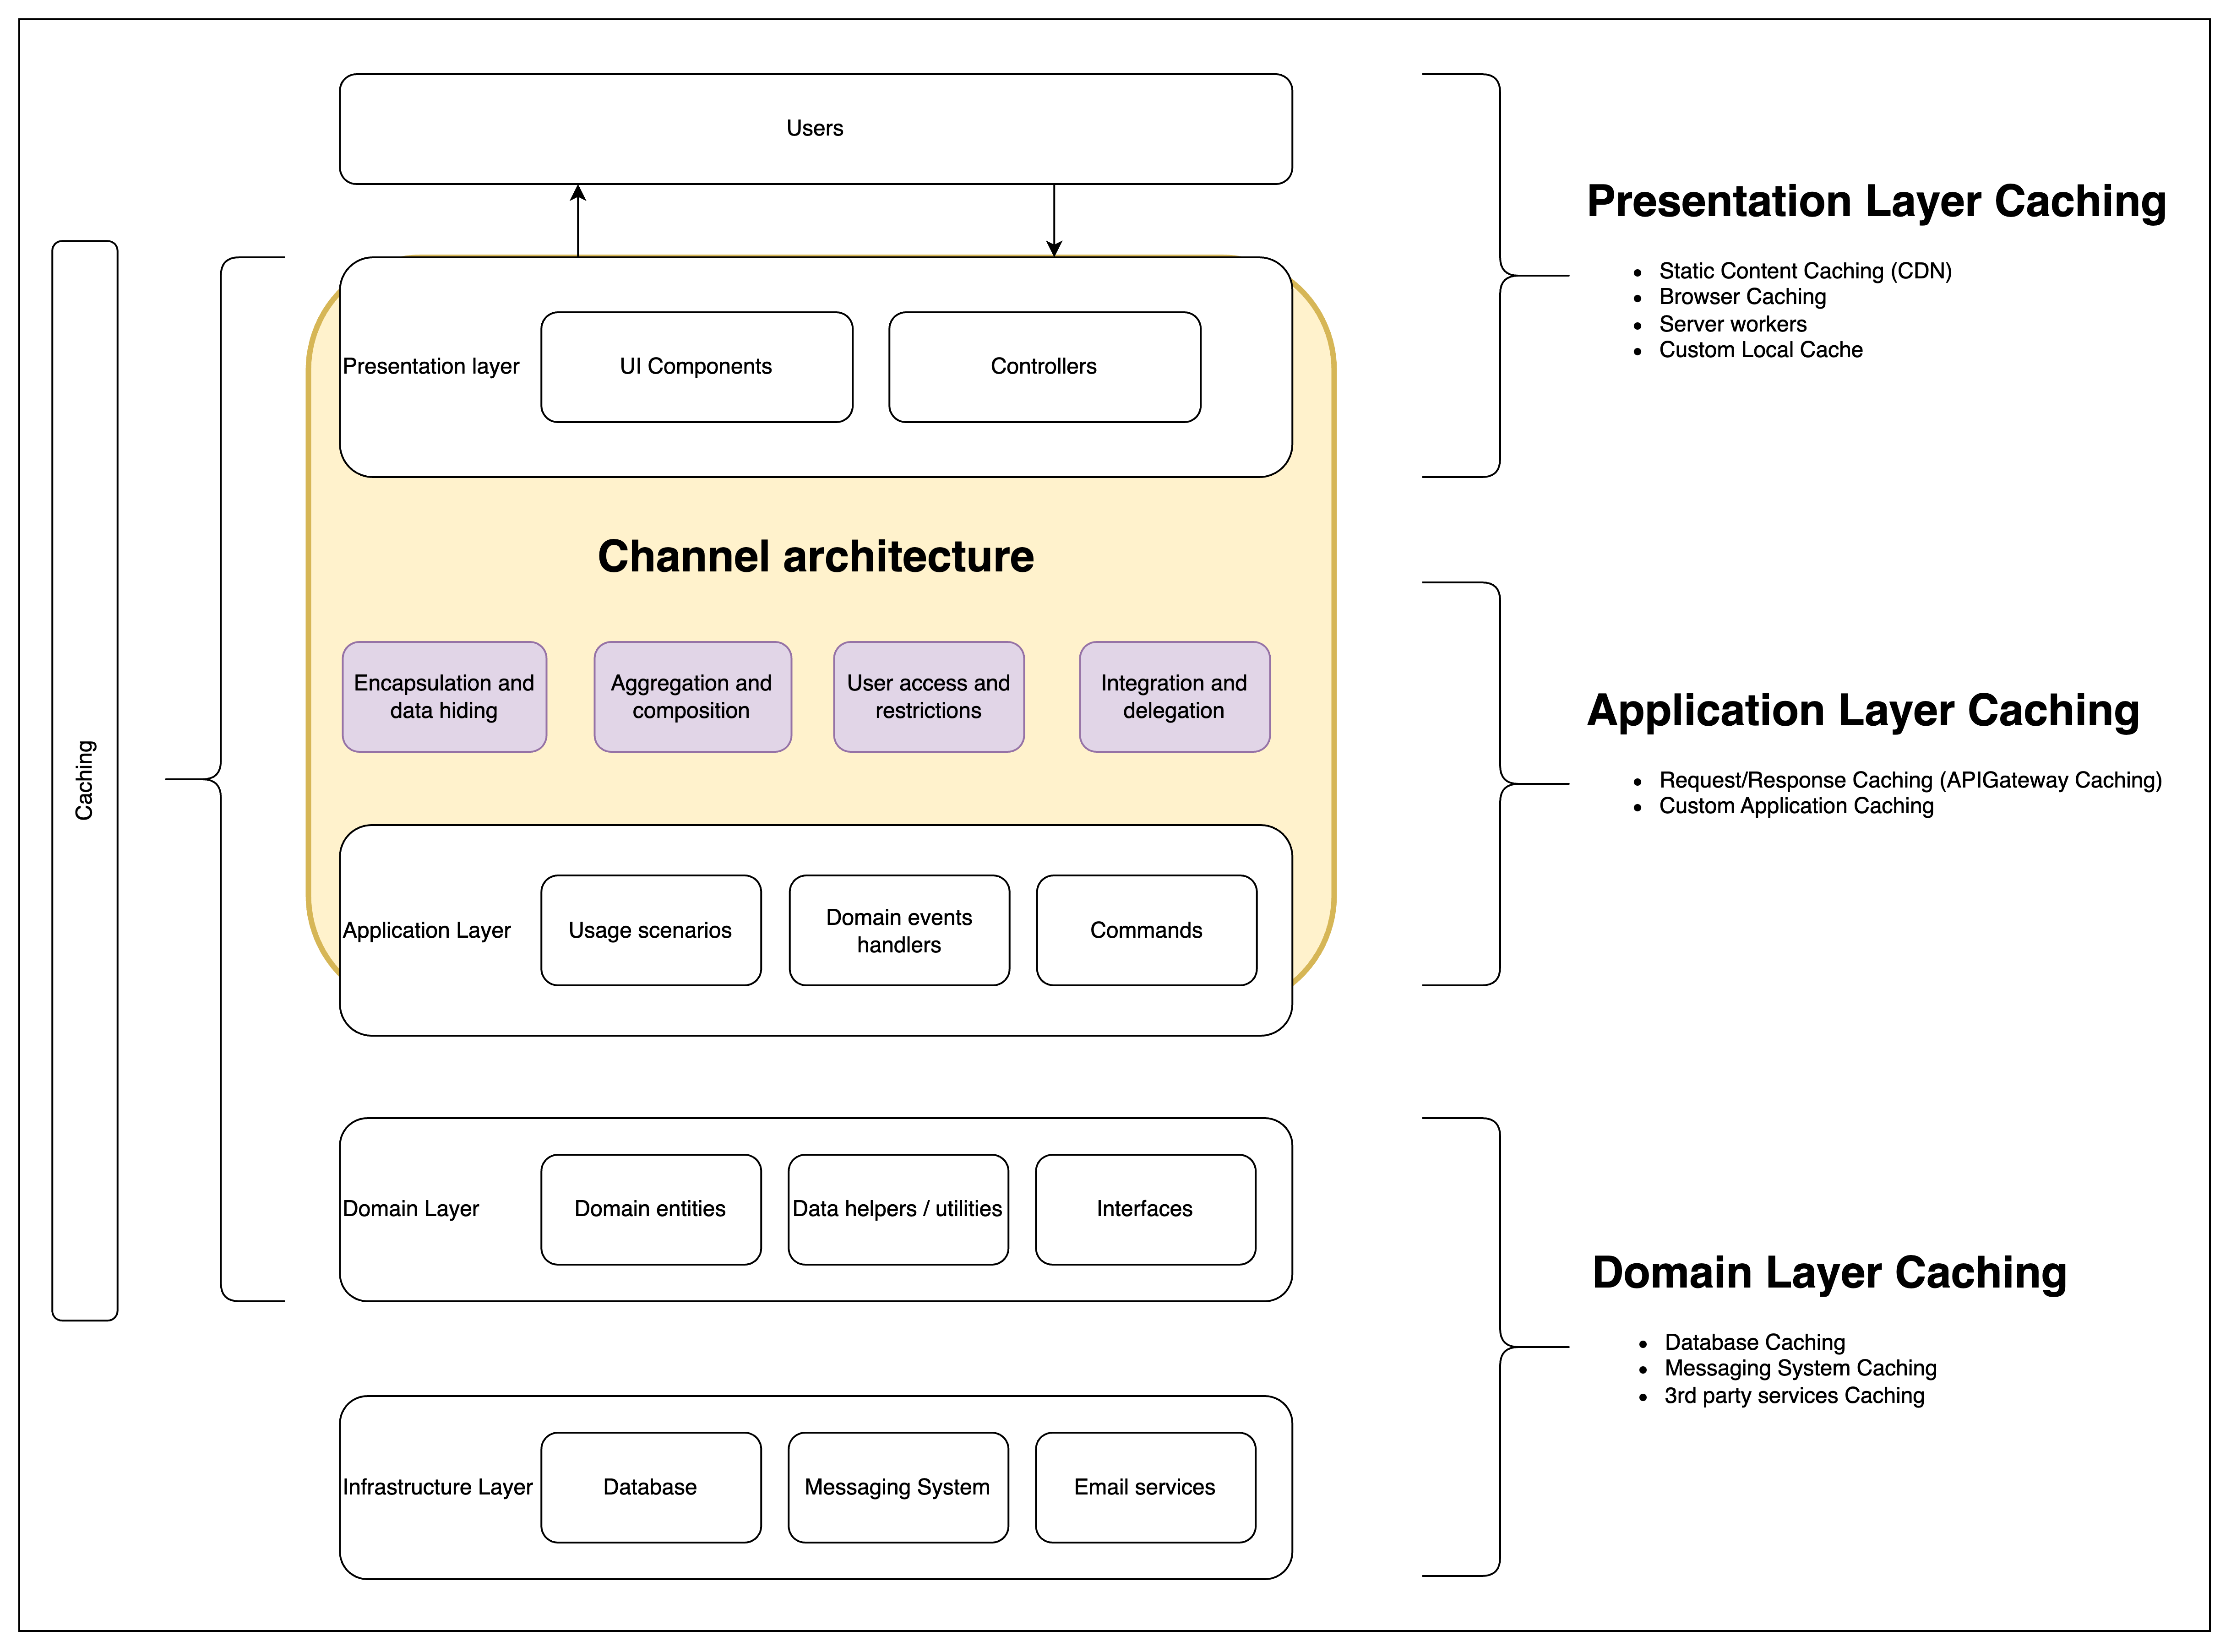 Users
Presentation Layer Caching
• Static Content Caching (CDN)
• Browser Caching
• Server workers
• Custom Local Cache
Presentation layer
UI Components
Controllers
Channel architecture
Encapsulation and
data hiding
Aggregation and
composition
User access and
restrictions
Integration and
delegation
Application Layer Caching
• Request/Response Caching (APIGateway Caching)
• Custom Application Caching
Caching
Application Layer
Usage scenarios
Domain events
handlers
Commands
Domain Layer
Domain entities
Data helpers / utilities
Interfaces
Domain Layer Caching
• Database Caching
• Messaging System Caching
• 3rd party services Caching
Infrastructure Layer
Database
Messaging System
Email services